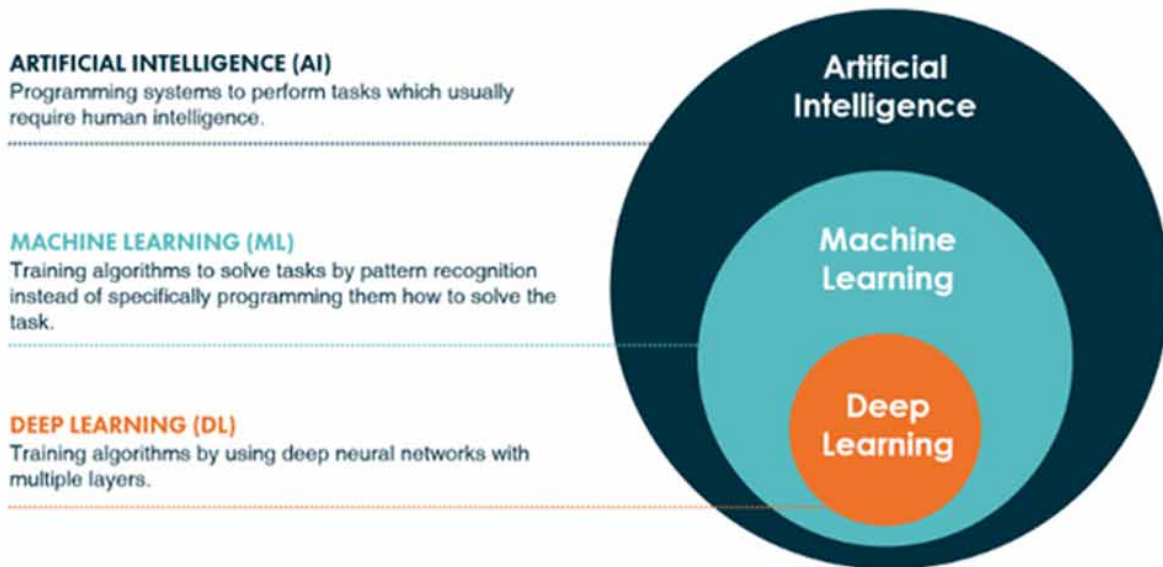 ARTIFICIAL INTELLIGENCE (AI)
Programming systems to perform tasks which usually
require human intelligence.
MACHINE LEARNING (ML)
Training algorithms to solve tasks by pattern recognition
instead of specifically programming them how to solve the
task.
DEEP LEARNING (DL)
Training algorithms by using deep neural networks with
multiple layers.
Artificial
Intelligence
Machine
Learning
Deep
Learning